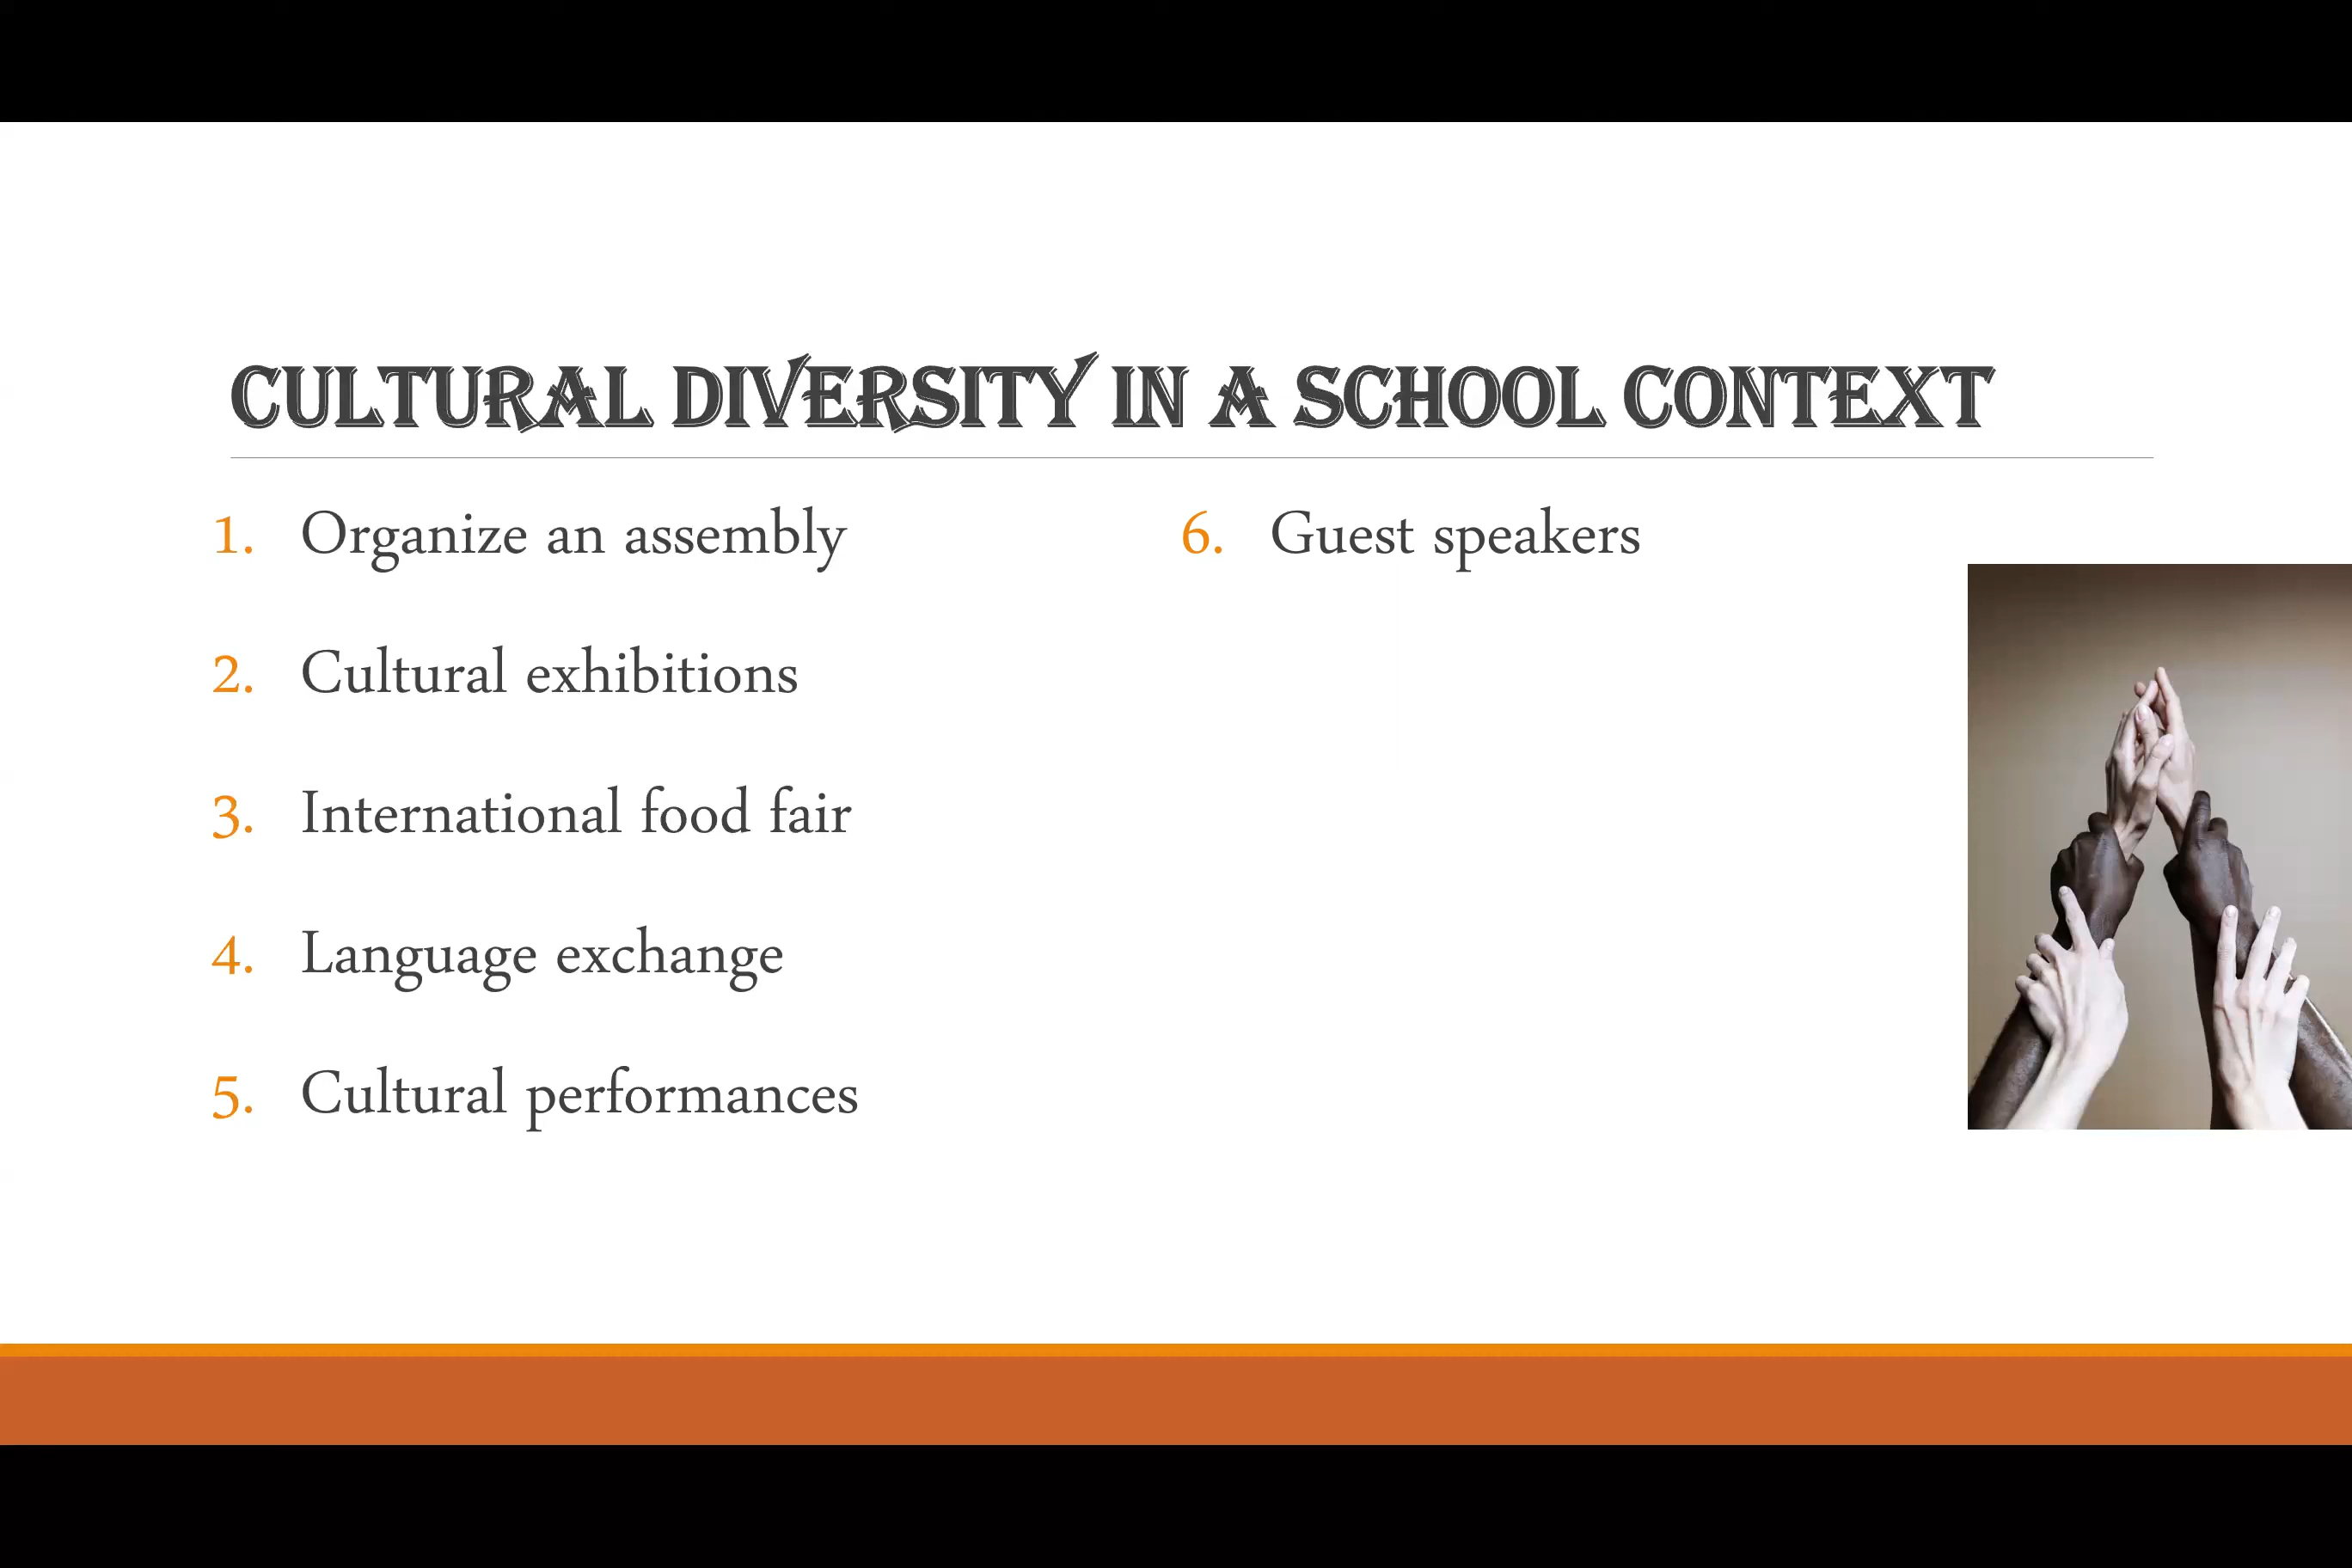 CULTURAL DIVERSITY IN A SCHOOL CONTEXT
1. Organize an assembly
2. Cultural exhibitions
3. International food fair
4. Language exchange
5. Cultural performances
6. Guest speakers